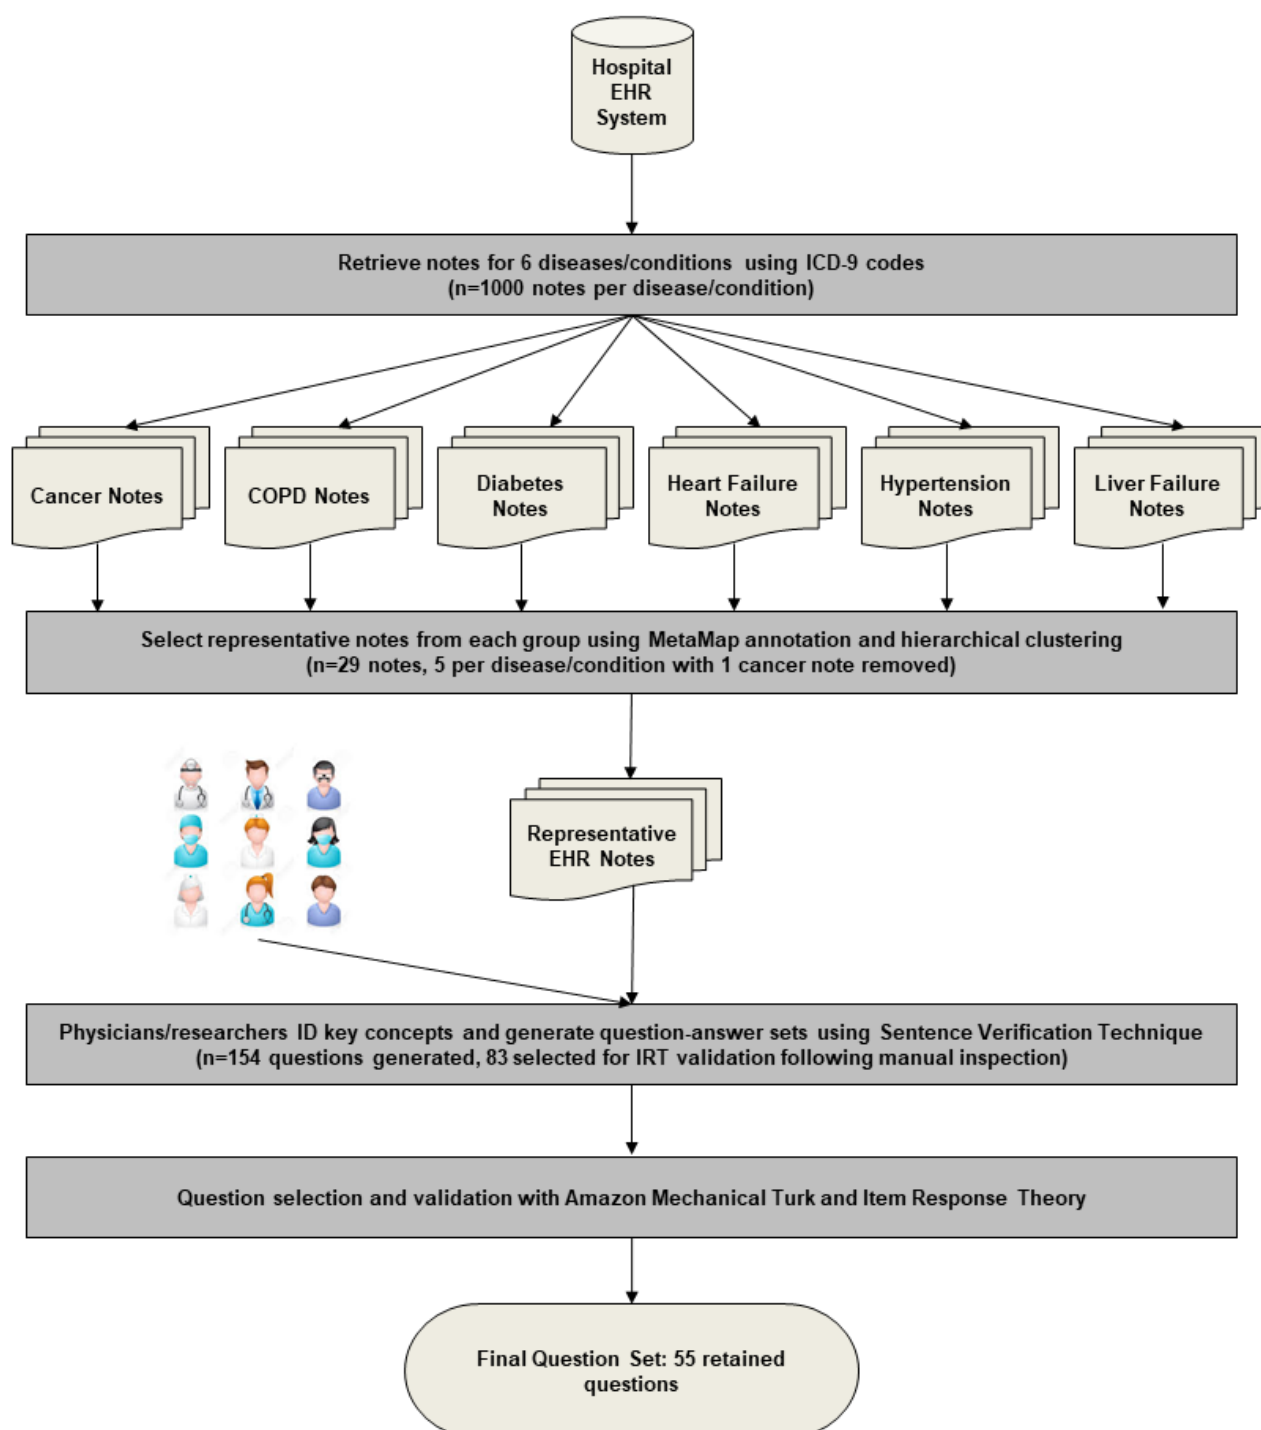 Hospital
EHR
System
Retrieve notes for 6 diseases/conditions using ICD-9 codes
(n=1000 notes per disease/condition)
Cancer Notes
COPD Notes
Diabetes
Notes
Heart Failure
Notes
Hypertension
Notes
Liver Failure
Notes
Select representative notes from each group using MetaMap annotation and hierarchical clustering
(n=29 notes, 5 per disease/condition with 1 cancer note removed)
Representative
EHR Notes
Physicians/researchers ID key concepts and generate question-answer sets using Sentence Verification Technique
(n=154 questions generated, 83 selected for IRT validation following manual inspection)
Question selection and validation with Amazon Mechanical Turk and Item Response Theory
Final Question Set: 55 retained
questions